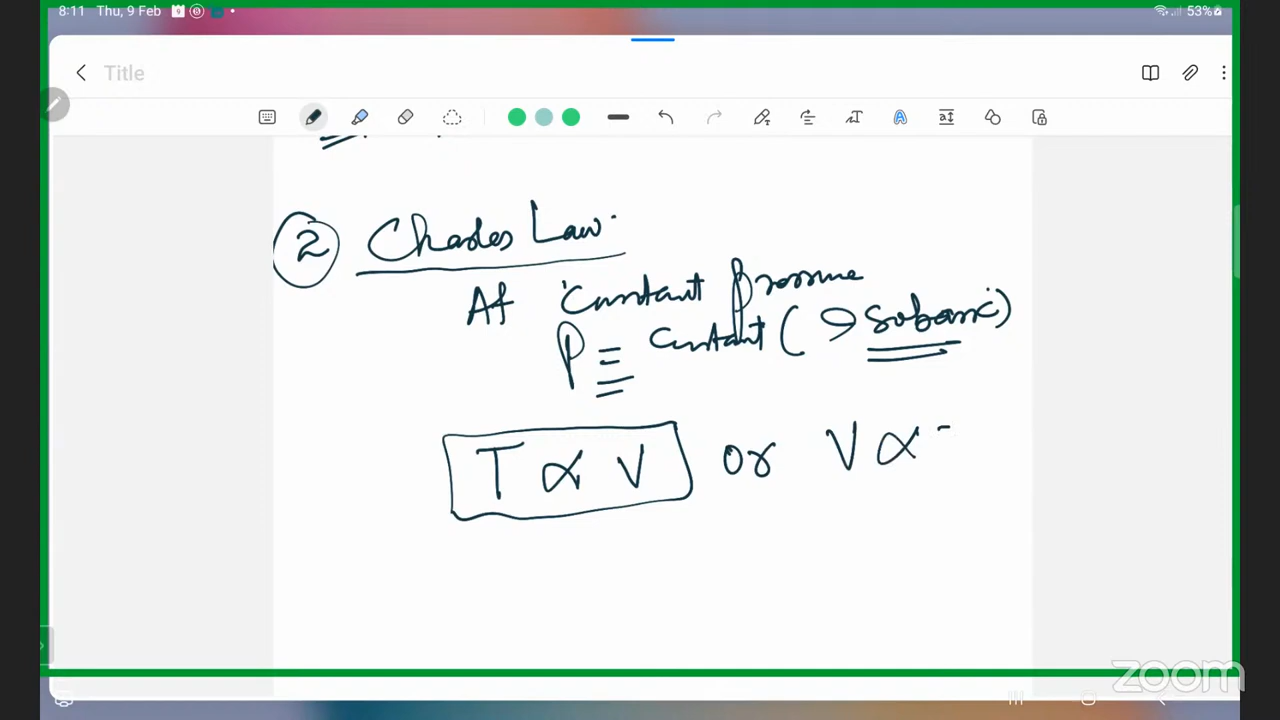 8:11 Thu, 9 Feb 53%
Title
② Charles Law.
At constant pressure
P = constant ( → Isobaric )
T ∝ V or V ∝
zoom